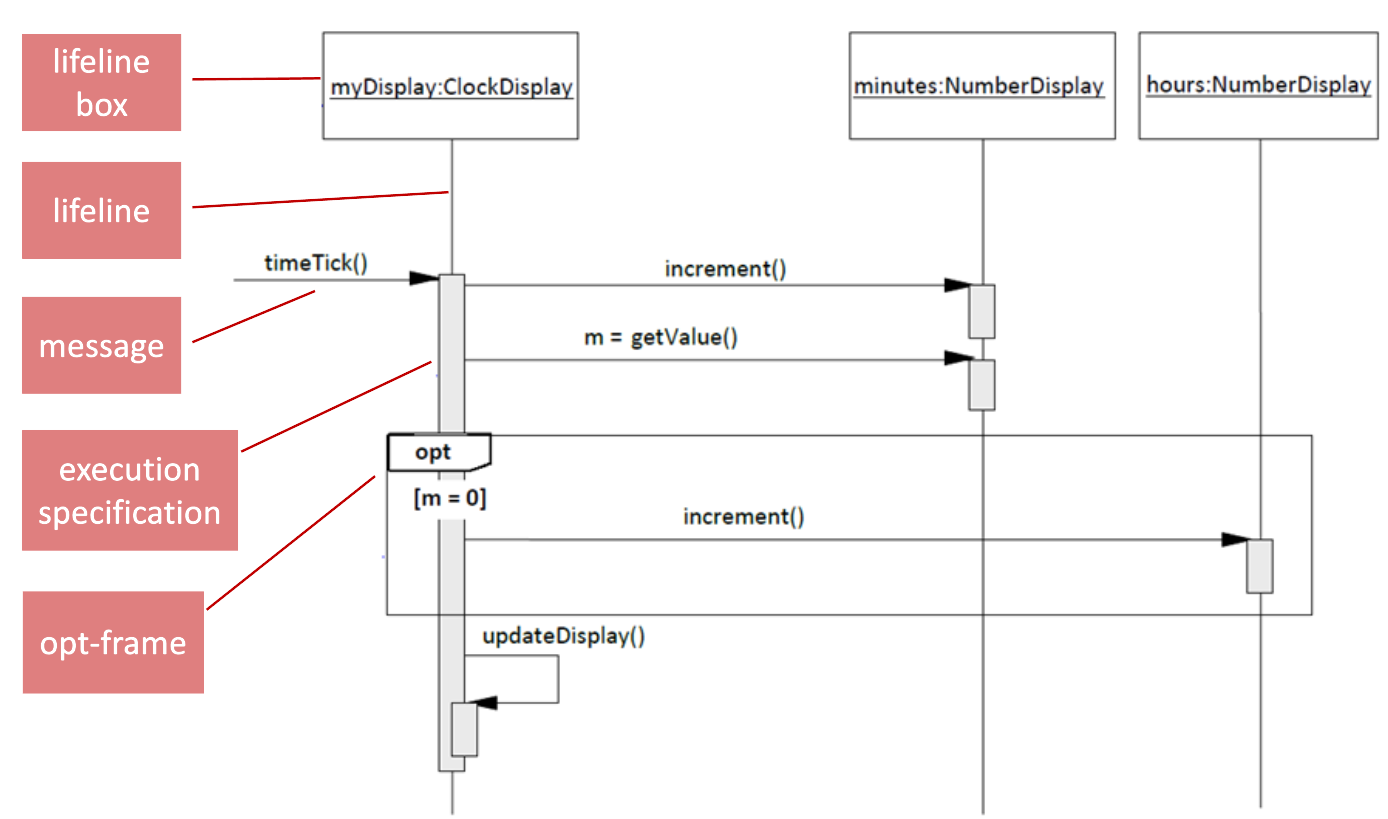 lifeline
box
myDisplay:ClockDisplay
minutes:NumberDisplay
hours:NumberDisplay
lifeline
timeTick()
increment()
message
m = getValue()
execution
specification
opt
[m = 0]
increment()
opt-frame
updateDisplay()